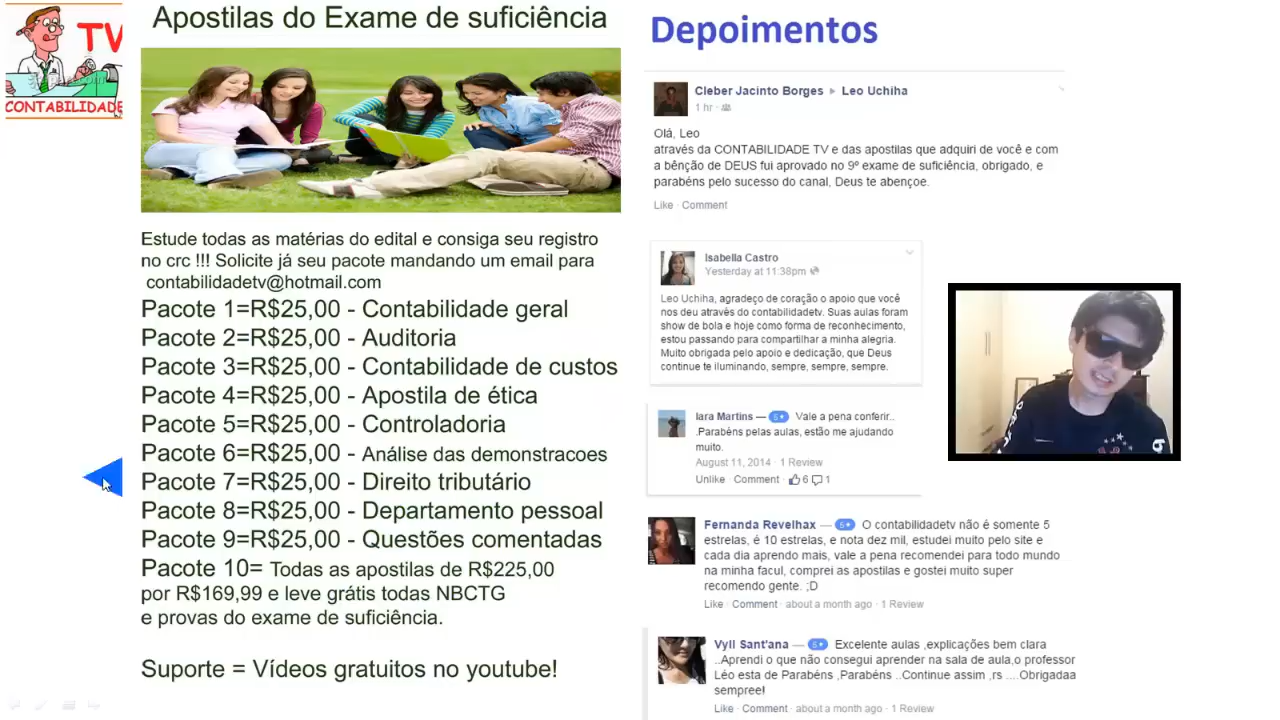 TV
CONTABILIDADE
Apostilas do Exame de suficiência
Estude todas as matérias do edital e consiga seu registro
no crc !!! Solicite já seu pacote mandando um email para
contabilidadetv@hotmail.com
Pacote 1=R$25,00 - Contabilidade geral
Pacote 2=R$25,00 - Auditoria
Pacote 3=R$25,00 - Contabilidade de custos
Pacote 4=R$25,00 - Apostila de ética
Pacote 5=R$25,00 - Controladoria
Pacote 6=R$25,00 - Análise das demonstracoes
Pacote 7=R$25,00 - Direito tributário
Pacote 8=R$25,00 - Departamento pessoal
Pacote 9=R$25,00 - Questões comentadas
Pacote 10= Todas as apostilas de R$225,00
por R$169,99 e leve grátis todas NBCTG
e provas do exame de suficiência.
Suporte = Vídeos gratuitos no youtube!
Depoimentos
Cleber Jacinto Borges ▸ Leo Uchiha
1 hr ·
Olá, Leo
através da CONTABILIDADE TV e das apostilas que adquiri de você e com
a bênção de DEUS fui aprovado no 9º exame de suficiência, obrigado, e
parabéns pelo sucesso do canal, Deus te abençoe.
Like · Comment
Isabella Castro
Yesterday at 11:38pm
Leo Uchiha, agradeço de coração o apoio que você
nos deu através do contabilidadetv. Suas aulas foram
show de bola e hoje como forma de reconhecimento,
estou passando para compartilhar a minha alegria.
Muito obrigada pelo apoio e dedicação, que Deus
continue te iluminando, sempre, sempre, sempre.
Iara Martins — 5★ Vale a pena conferir..
.Parabéns pelas aulas, estão me ajudando
muito.
August 11, 2014 · 1 Review
Unlike · Comment · 6 1
Fernanda Revelhax — 5★ O contabilidadetv não é somente 5
estrelas, é 10 estrelas, e nota dez mil, estudei muito pelo site e
cada dia aprendo mais, vale a pena recomendei para todo mundo
na minha facul, comprei as apostilas e gostei muito super
recomendo gente. ;D
Like · Comment · about a month ago · 1 Review
Vyll Sant'ana — 5★ Excelente aulas ,explicações bem clara
..Aprendi o que não consegui aprender na sala de aula,o professor
Léo esta de Parabéns ,Parabéns ..Continue assim ,rs ....Obrigadaa
sempree!
Like · Comment · about a month ago · 1 Review